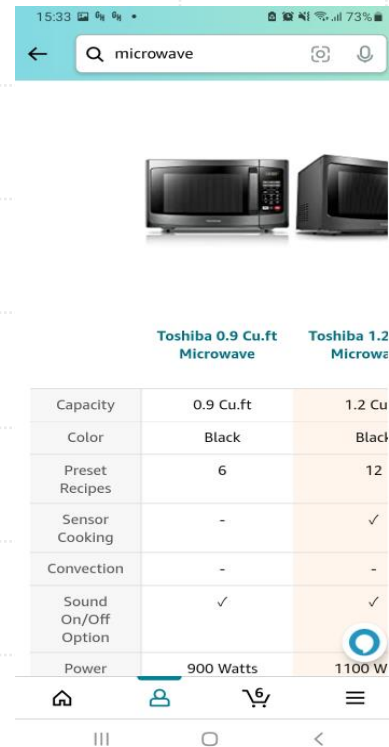 15:33 73%
microwave
Toshiba 0.9 Cu.ft Toshiba 1.2
Microwave Microwa
Capacity 0.9 Cu.ft 1.2 Cu
Color Black Black
Preset 6 12
Recipes
Sensor - ✓
Cooking
Convection - -
Sound ✓ ✓
On/Off
Option
Power 900 Watts 1100 W
6